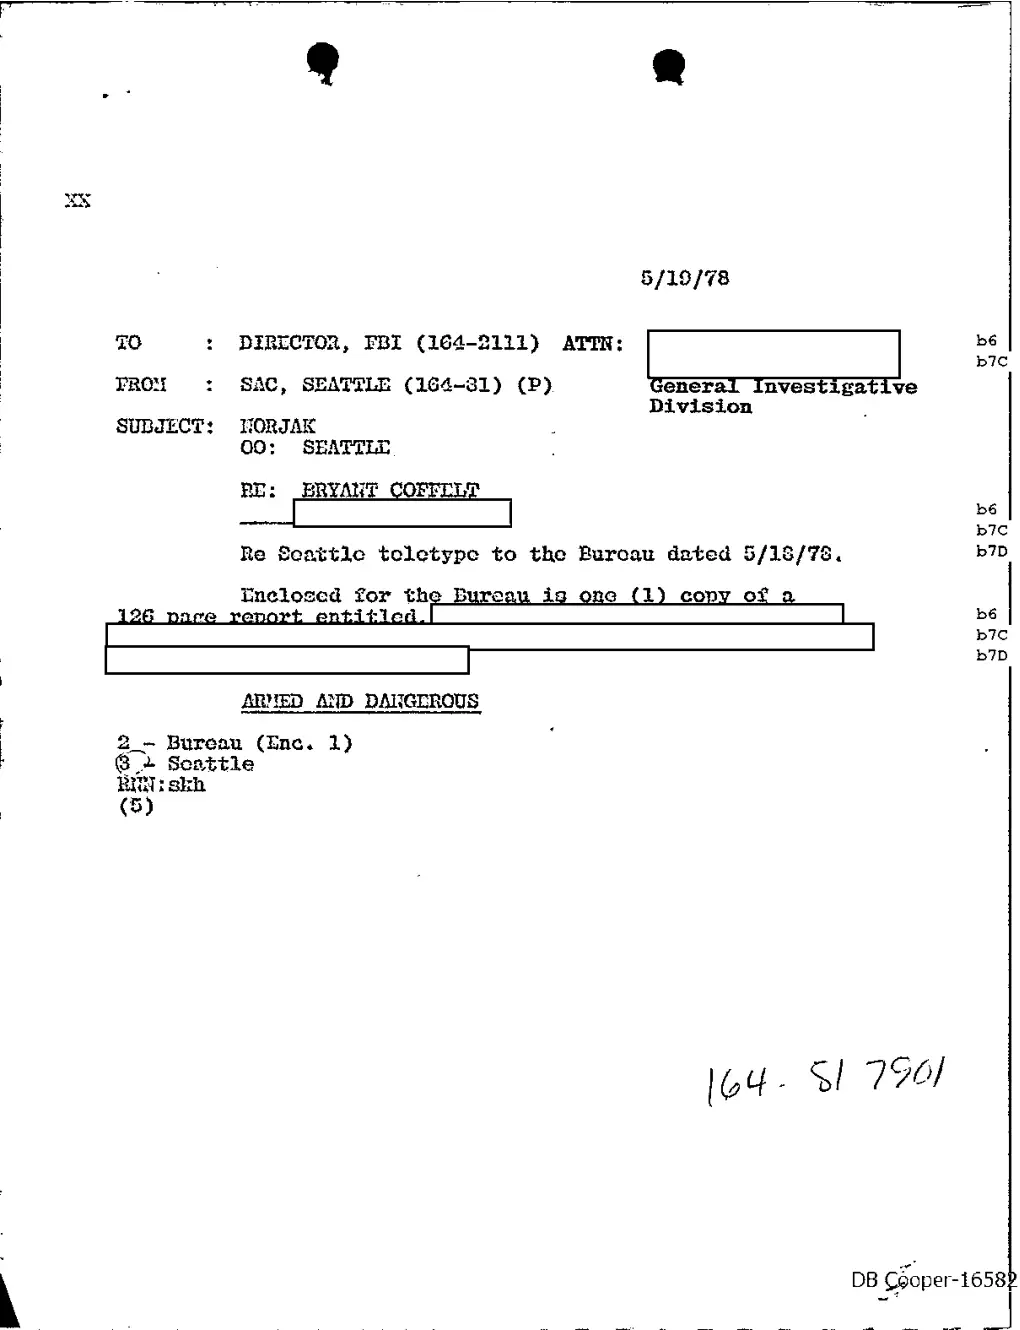 XX
5/19/78
TO : DIRECTOR, FBI (164-2111) ATTN:
b6
b7C
FROM : SAC, SEATTLE (164-81) (P)
General Investigative
Division
SUBJECT: NORJAK
OO: SEATTLE
RE: BRYANT COFFELT
b6
b7C
b7D
Re Seattle teletype to the Bureau dated 5/18/78.
Enclosed for the Bureau is one (1) copy of a
126 page report entitled,
b6
b7C
b7D
ARMED AND DANGEROUS
2 - Bureau (Enc. 1)
3 - Seattle
:skh
(5)
164-81 7901
DB Cooper-16582